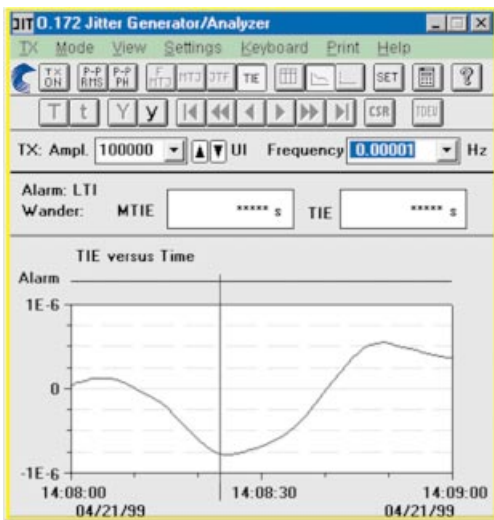 JIT O.172 Jitter Generator/Analyzer
TX Mode View Settings Keyboard Print Help
TX ON P-P RMS P-P PH F MTJ MTJ JTF TIE SET ?
T t Y y CSR TDEV
TX: Ampl. 100000 UI Frequency 0.00001 Hz
Alarm: LTI
Wander: MTIE ***** s TIE ***** s
TIE versus Time
Alarm
1E-6
0
-1E-6
14:08:00 14:08:30 14:09:00
04/21/99 04/21/99